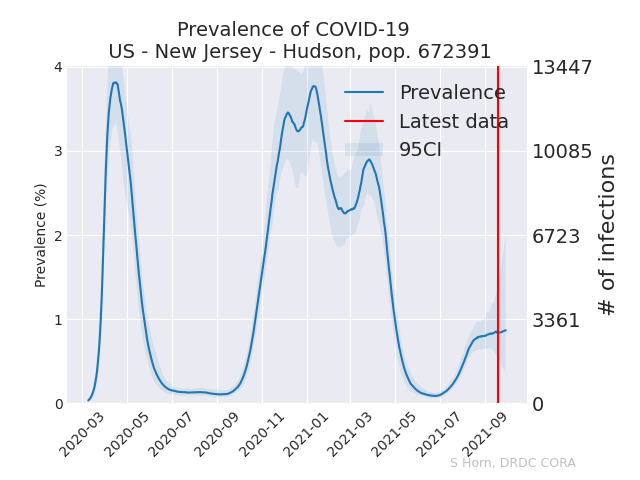 Prevalence of COVID-19
US - New Jersey - Hudson, pop. 672391
Prevalence (%)
4
3
2
1
0
13447
10085
6723
3361
0
# of infections
Prevalence
Latest data
95CI
2020-03
2020-05
2020-07
2020-09
2020-11
2021-01
2021-03
2021-05
2021-07
2021-09
S Horn, DRDC CORA